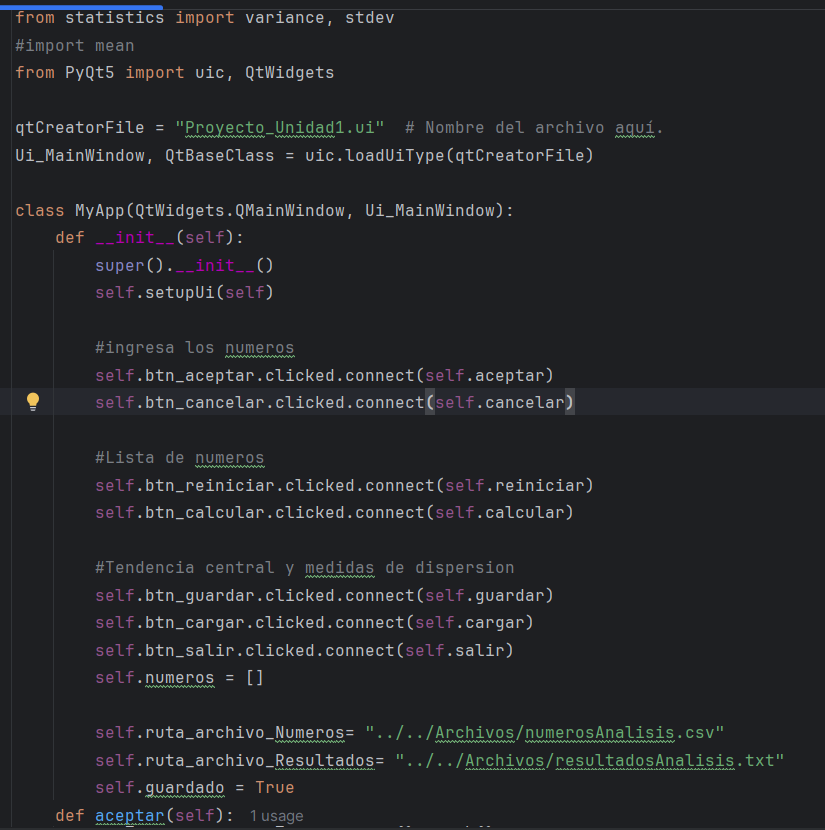 from statistics import variance, stdev
#import mean
from PyQt5 import uic, QtWidgets
qtCreatorFile = "Proyecto_Unidad1.ui"  # Nombre del archivo aquí.
Ui_MainWindow, QtBaseClass = uic.loadUiType(qtCreatorFile)
class MyApp(QtWidgets.QMainWindow, Ui_MainWindow):
    def __init__(self):
        super().__init__()
        self.setupUi(self)
        #ingresa los numeros
        self.btn_aceptar.clicked.connect(self.aceptar)
        self.btn_cancelar.clicked.connect(self.cancelar)
        #Lista de numeros
        self.btn_reiniciar.clicked.connect(self.reiniciar)
        self.btn_calcular.clicked.connect(self.calcular)
        #Tendencia central y medidas de dispersion
        self.btn_guardar.clicked.connect(self.guardar)
        self.btn_cargar.clicked.connect(self.cargar)
        self.btn_salir.clicked.connect(self.salir)
        self.numeros = []
        self.ruta_archivo_Numeros= "../../Archivos/numerosAnalisis.csv"
        self.ruta_archivo_Resultados= "../../Archivos/resultadosAnalisis.txt"
        self.guardado = True
    def aceptar(self):  1 usage